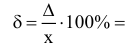 δ = Δ/x · 100% =